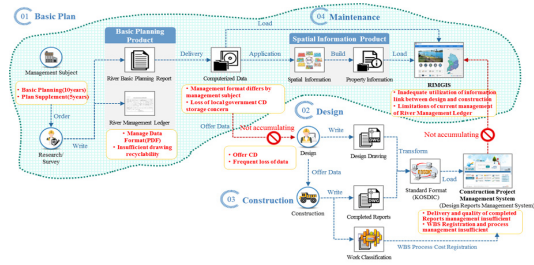 01 Basic Plan
04 Maintenance
Load
Basic Planning
Product
Spatial Information Product
Delivery
Application
Build
Load
Management Subject
River Basic Planning Report
Computerized Data
Spatial Information
Property Information
RIMGIS
• Basic Planning(10years)
• Plan Supplement(5years)
• Management format differs by
management subject
• Loss of local government CD
storage concern
• Inadequate utilization of information
link between design and construction
• Limitations of current management
of River Management Ledger
Order
River Management Ledger
Write
Research/
Survey
• Manage Data
Format(PDF)
• Insufficient drawing
recyclability
Not accumulating
Offer Data
02 Design
Not accumulating
Write
Design
Design Drawing
Transform
• Offer CD
• Frequent loss of data
Offer Data
03 Construction
Write
Construction
Completed Reports
Standard Format
(KOSDIC)
Load
Construction Project
Management System
(Design Reports Management System)
• Delivery and quality of completed
Reports management insufficient
• WBS Registration and process
management insufficient
Work Classification
WBS Process Cost Registration